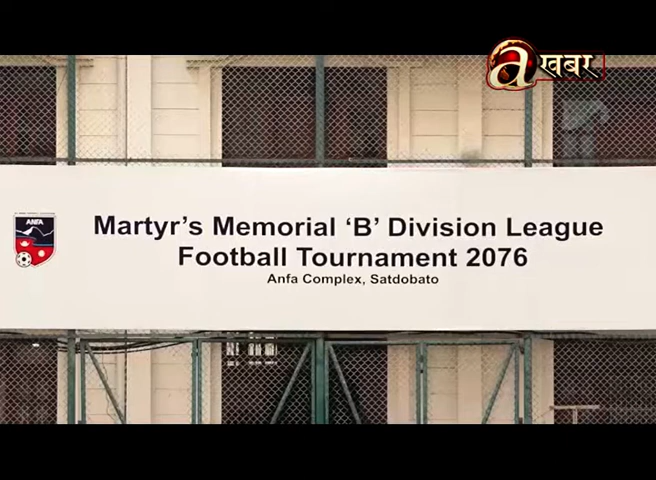 a खबर
ANFA
Martyr's Memorial 'B' Division League
Football Tournament 2076
Anfa Complex, Satdobato